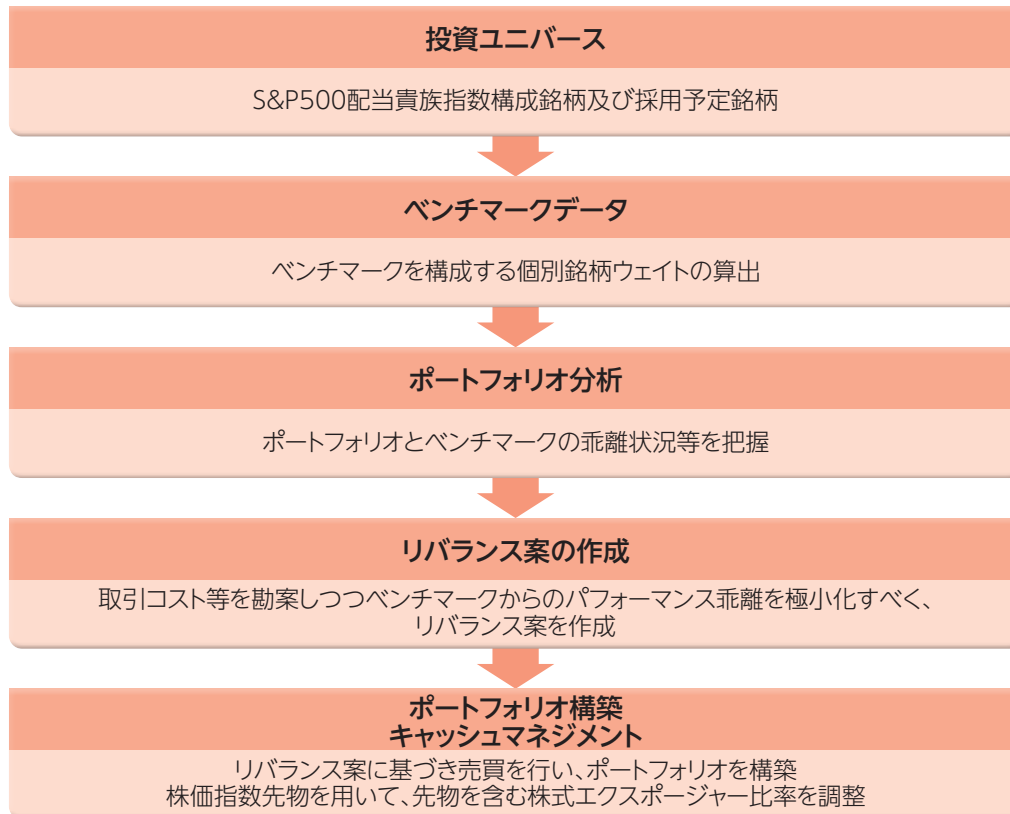 投資ユニバース
S&P500配当貴族指数構成銘柄及び採用予定銘柄
ベンチマークデータ
ベンチマークを構成する個別銘柄ウェイトの算出
ポートフォリオ分析
ポートフォリオとベンチマークの乖離状況等を把握
リバランス案の作成
取引コスト等を勘案しつつベンチマークからのパフォーマンス乖離を極小化すべく、
リバランス案を作成
ポートフォリオ構築
キャッシュマネジメント
リバランス案に基づき売買を行い、ポートフォリオを構築
株価指数先物を用いて、先物を含む株式エクスポージャー比率を調整